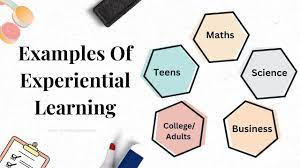 Examples Of
Experiential
Learning
Maths
Teens
Science
College/
Adults
Business